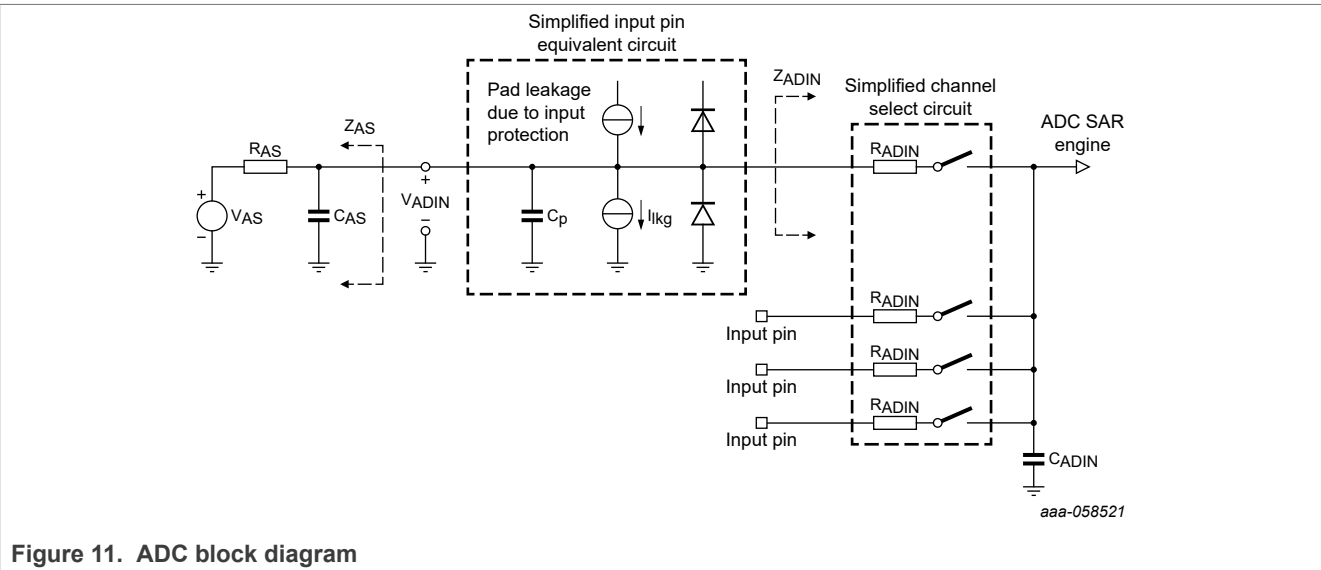 Simplified input pin
equivalent circuit
Pad leakage
due to input
protection
ZADIN
Simplified channel
select circuit
ADC SAR
engine
ZAS
RAS
RADIN
+
VAS
−
CAS
+
VADIN
−
Cp
Ilkg
RADIN
Input pin
RADIN
Input pin
RADIN
Input pin
CADIN
aaa-058521
Figure 11. ADC block diagram